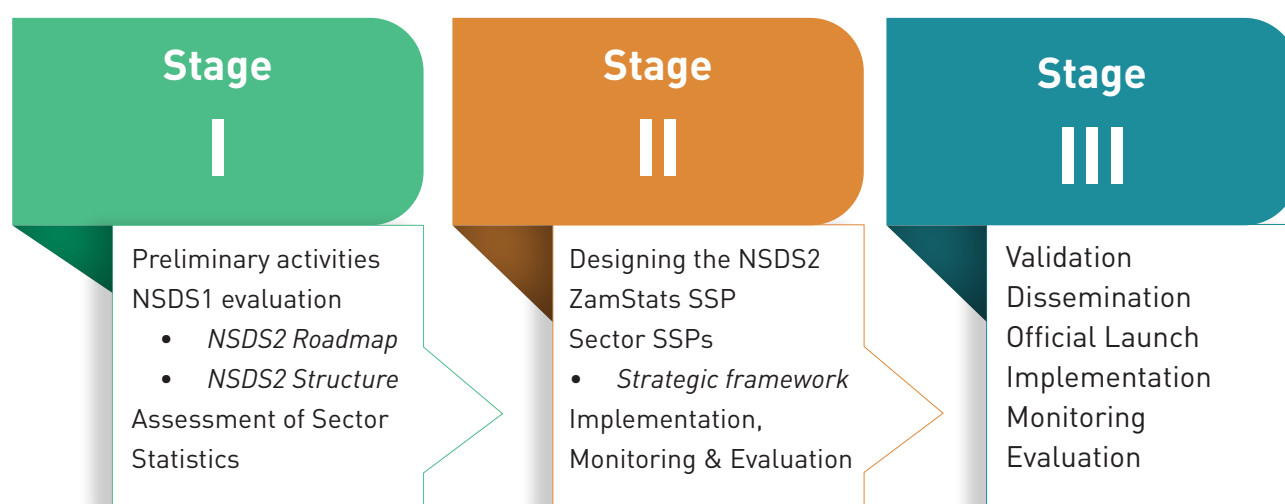 Stage
I
Preliminary activities
NSDS1 evaluation
• NSDS2 Roadmap
• NSDS2 Structure
Assessment of Sector
Statistics
Stage
II
Designing the NSDS2
ZamStats SSP
Sector SSPs
• Strategic framework
Implementation,
Monitoring & Evaluation
Stage
III
Validation
Dissemination
Official Launch
Implementation
Monitoring
Evaluation